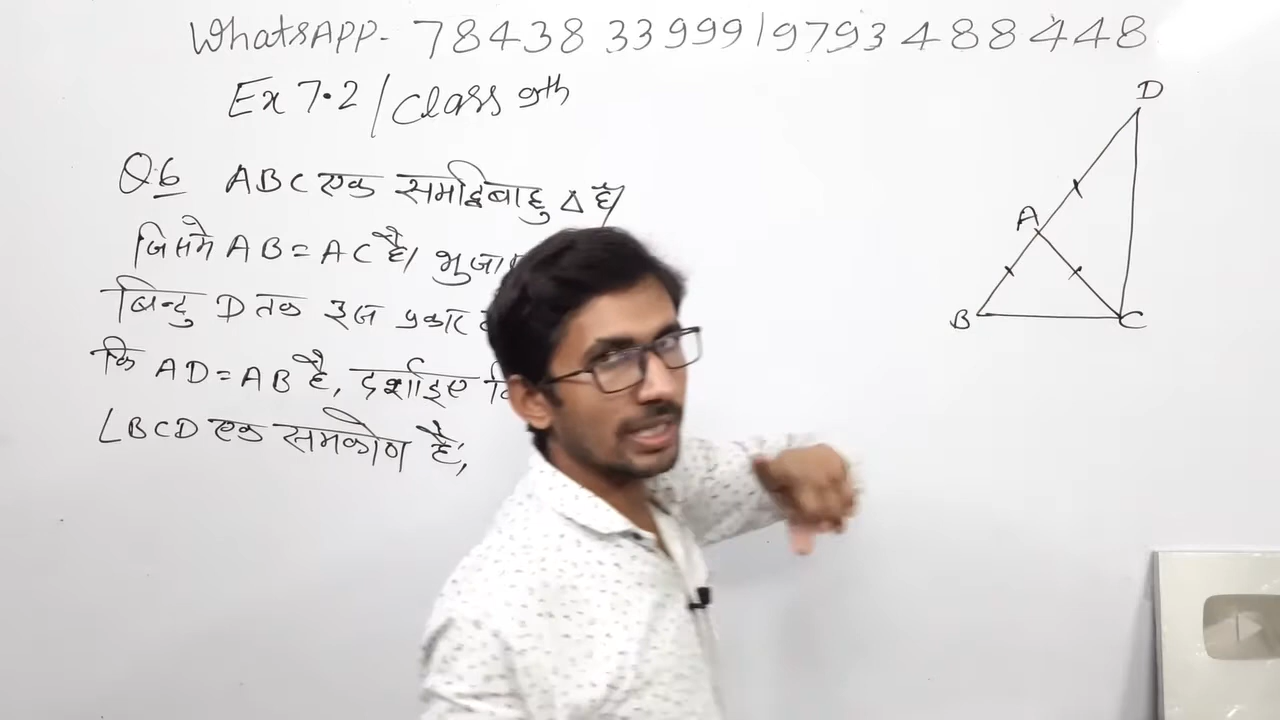 WhatsAPP- 78438 33999 / 9793 488448
Ex 7.2 / Class 9th
Q.6 ABC एक समद्विबाहु Δ है।
जिसमे AB = AC है। भुजा
बिन्दु D तक इस प्रकार
कि AD = AB है, दर्शाइए
∠BCD एक समकोण है;
D
A
B C